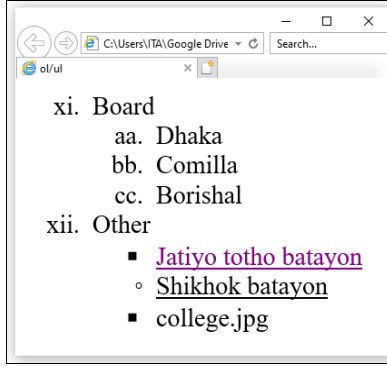 C:\Users\ITA\Google Drive
Search...
ol/ul
xi. Board
aa. Dhaka
bb. Comilla
cc. Borishal
xii. Other
Jatiyo totho batayon
Shikhok batayon
college.jpg